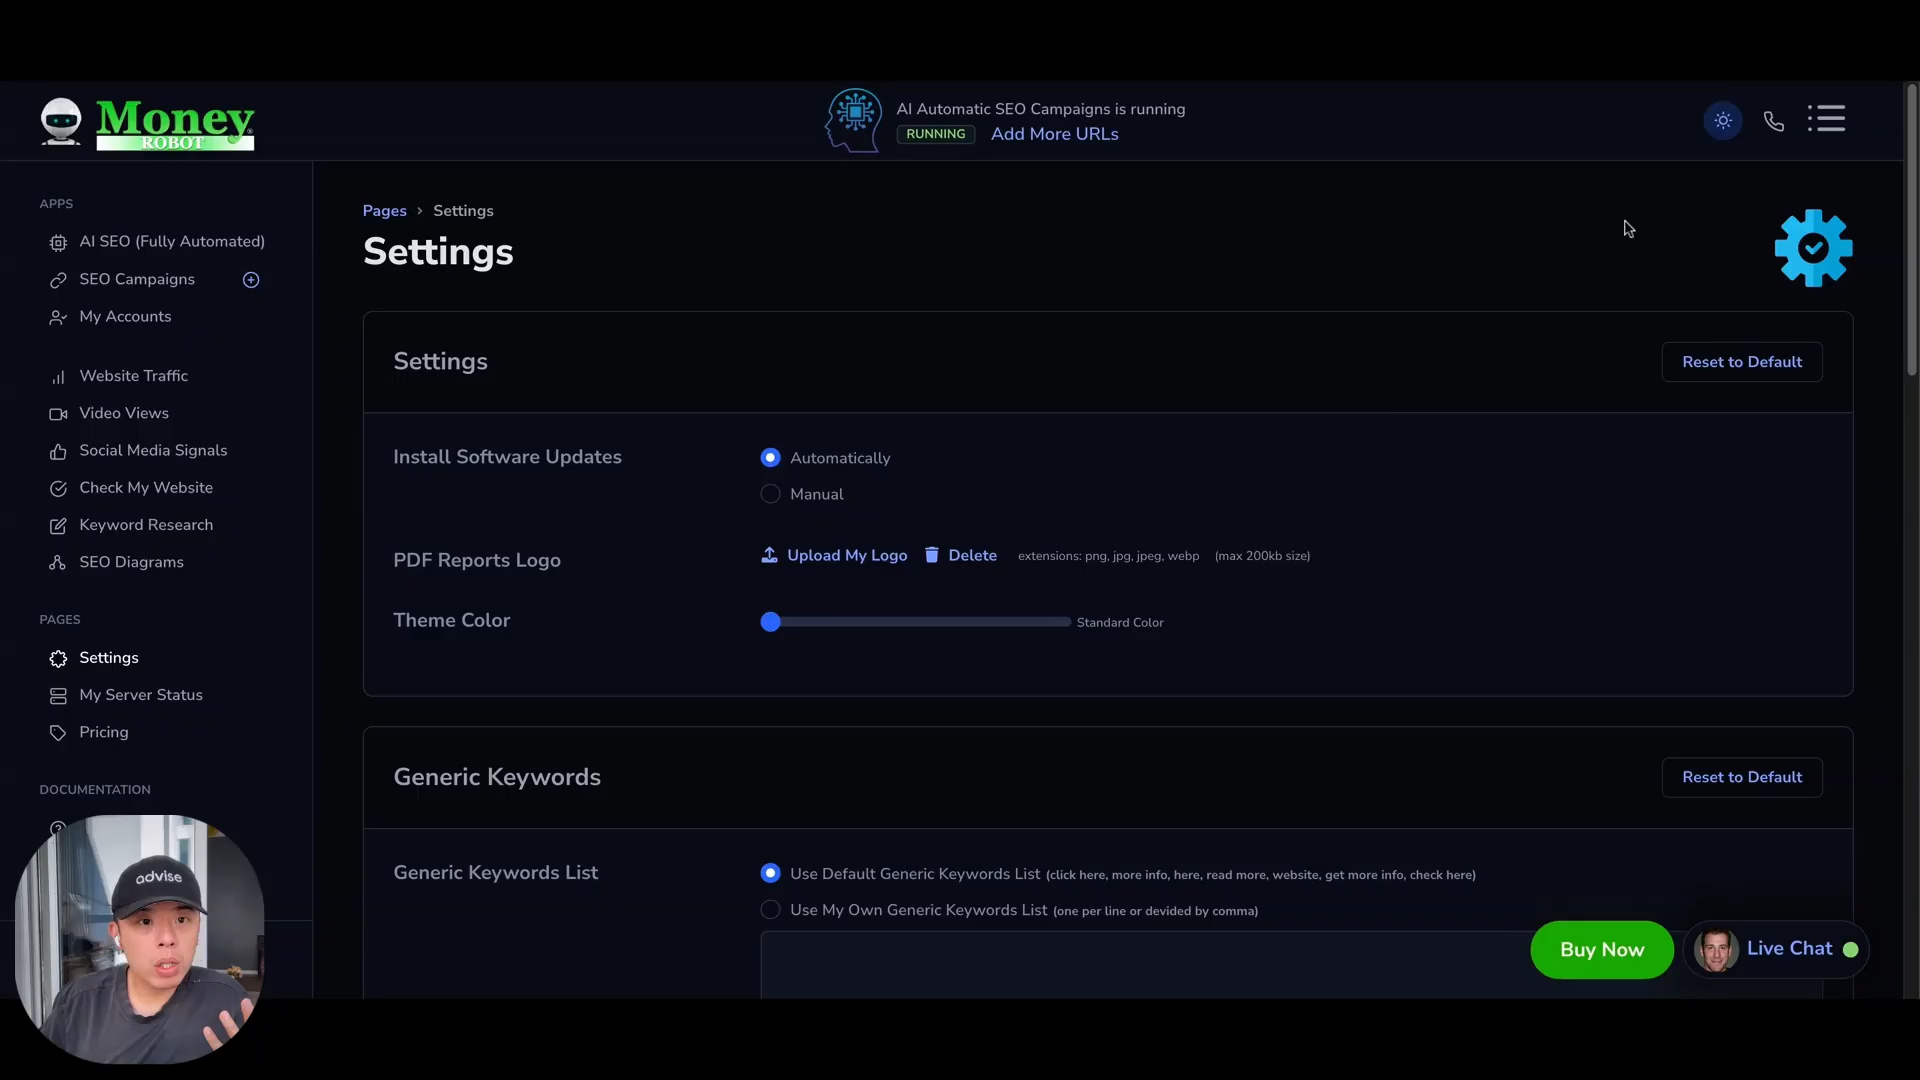 Money
ROBOT
AI Automatic SEO Campaigns is running
RUNNING
Add More URLs
APPS
AI SEO (Fully Automated)
SEO Campaigns
My Accounts
Website Traffic
Video Views
Social Media Signals
Check My Website
Keyword Research
SEO Diagrams
PAGES
Settings
My Server Status
Pricing
DOCUMENTATION
Pages > Settings
Settings
Settings
Reset to Default
Install Software Updates
Automatically
Manual
PDF Reports Logo
Upload My Logo
Delete
extensions: png, jpg, jpeg, webp (max 200kb size)
Theme Color
Standard Color
Generic Keywords
Reset to Default
Generic Keywords List
Use Default Generic Keywords List (click here, more info, here, read more, website, get more info, check here)
Use My Own Generic Keywords List (one per line or devided by comma)
Buy Now
Live Chat
advise